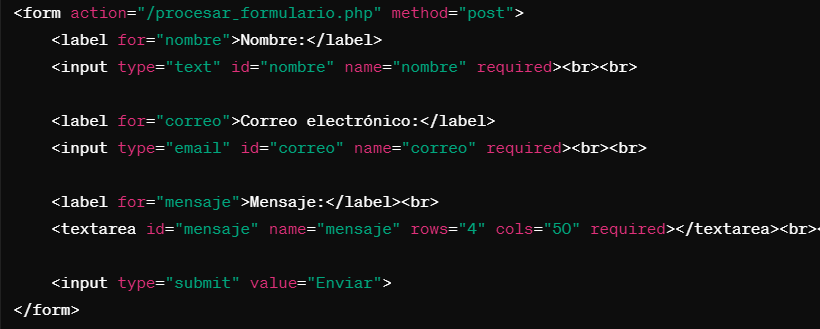 <form action="/procesar_formulario.php" method="post">
<label for="nombre">Nombre:</label>
<input type="text" id="nombre" name="nombre" required><br><br>
<label for="correo">Correo electrónico:</label>
<input type="email" id="correo" name="correo" required><br><br>
<label for="mensaje">Mensaje:</label><br>
<textarea id="mensaje" name="mensaje" rows="4" cols="50" required></textarea><br><
<input type="submit" value="Enviar">
</form>